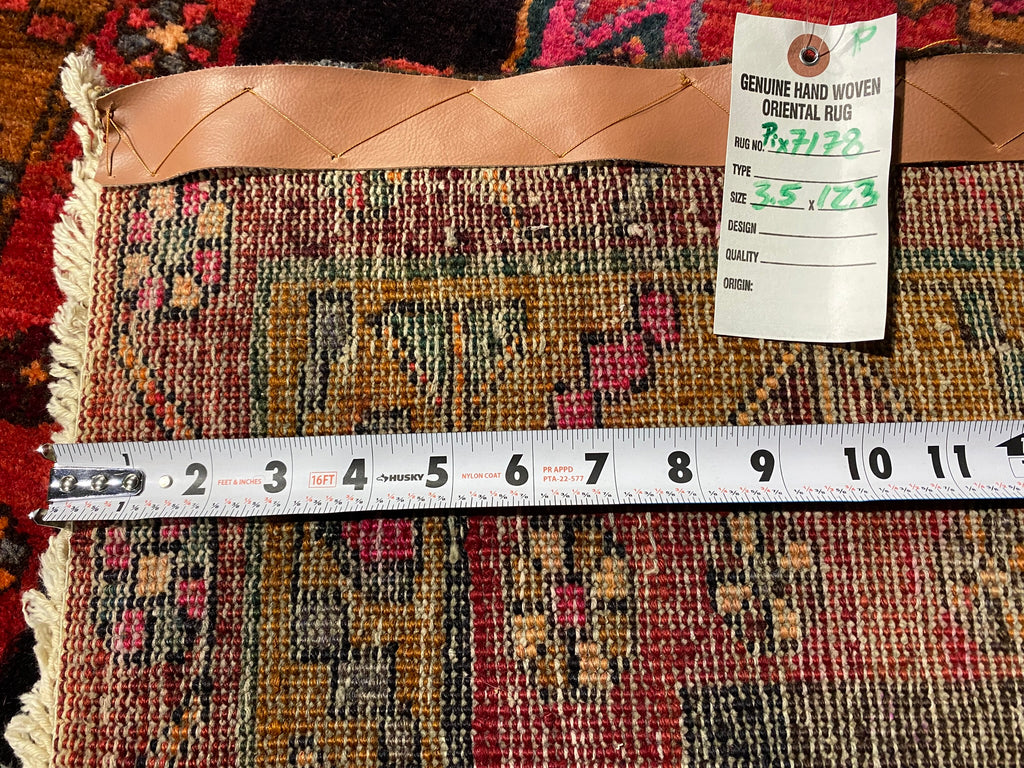 P
GENUINE HAND WOVEN
ORIENTAL RUG
RUG NO. Pix7178
TYPE
SIZE 3.5 X 12.3
DESIGN
QUALITY
ORIGIN:
1 2 FEET & INCHES 3 16FT 4 HUSKY 5 NYLON COAT 6 PR APPD PTA-22-577 7 8 9 10 11
1